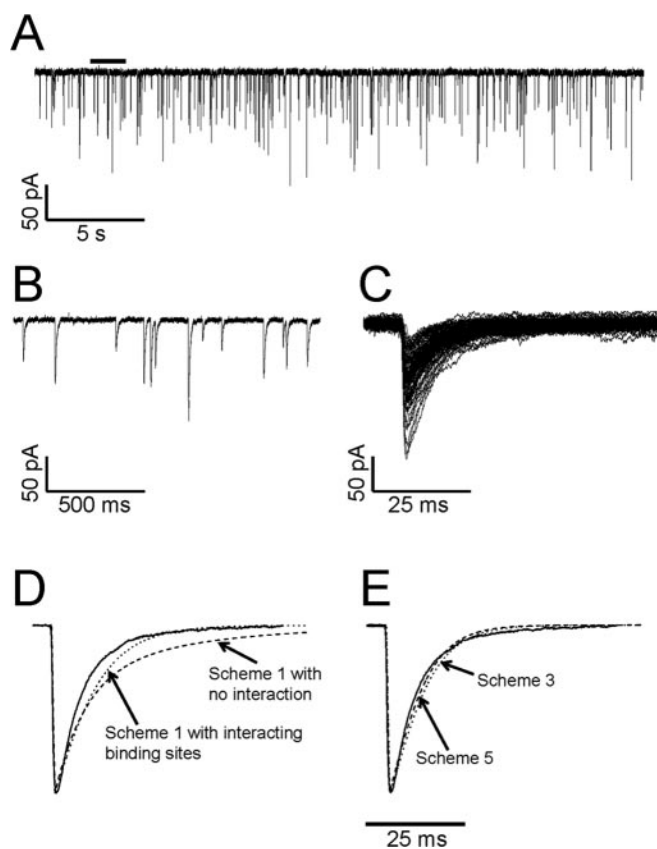 A
50 pA
5 s
B
C
50 pA
500 ms
50 pA
25 ms
D
E
Scheme 1 with
no interaction
Scheme 1 with interacting
binding sites
Scheme 3
Scheme 5
25 ms